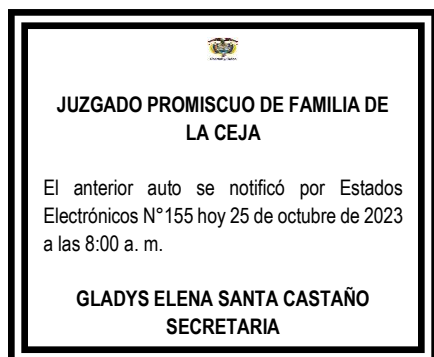 JUZGADO PROMISCUO DE FAMILIA DE
LA CEJA
El anterior auto se notificó por Estados
Electrónicos N°155 hoy 25 de octubre de 2023
a las 8:00 a. m.
GLADYS ELENA SANTA CASTAÑO
SECRETARIA